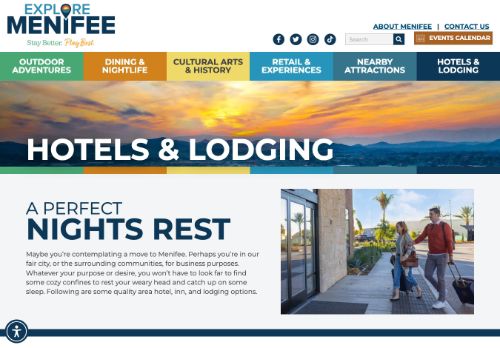 EXPLORE
MENIFEE
Stay Better. Play Best.
ABOUT MENIFEE | CONTACT US
Search
EVENTS CALENDAR
OUTDOOR
ADVENTURES
DINING &
NIGHTLIFE
CULTURAL ARTS
& HISTORY
RETAIL &
EXPERIENCES
NEARBY
ATTRACTIONS
HOTELS &
LODGING
HOTELS & LODGING
A PERFECT
NIGHTS REST
Maybe you're contemplating a move to Menifee. Perhaps you're in our
fair city, or the surrounding communities, for business purposes.
Whatever your purpose or desire, you won't have to look far to find
some cozy confines to rest your weary head and catch up on some
sleep. Following are some quality area hotel, inn, and lodging options.